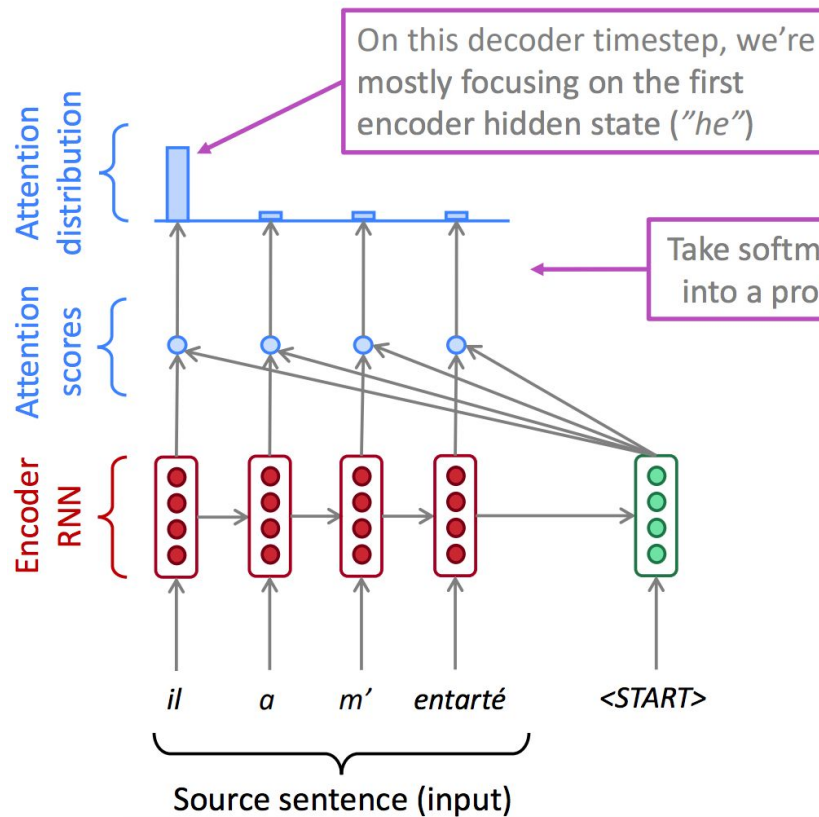 On this decoder timestep, we're
mostly focusing on the first
encoder hidden state ("he")
Attention
distribution
Take softm
into a pro
Attention
scores
Encoder
RNN
il a m' entarté <START>
Source sentence (input)